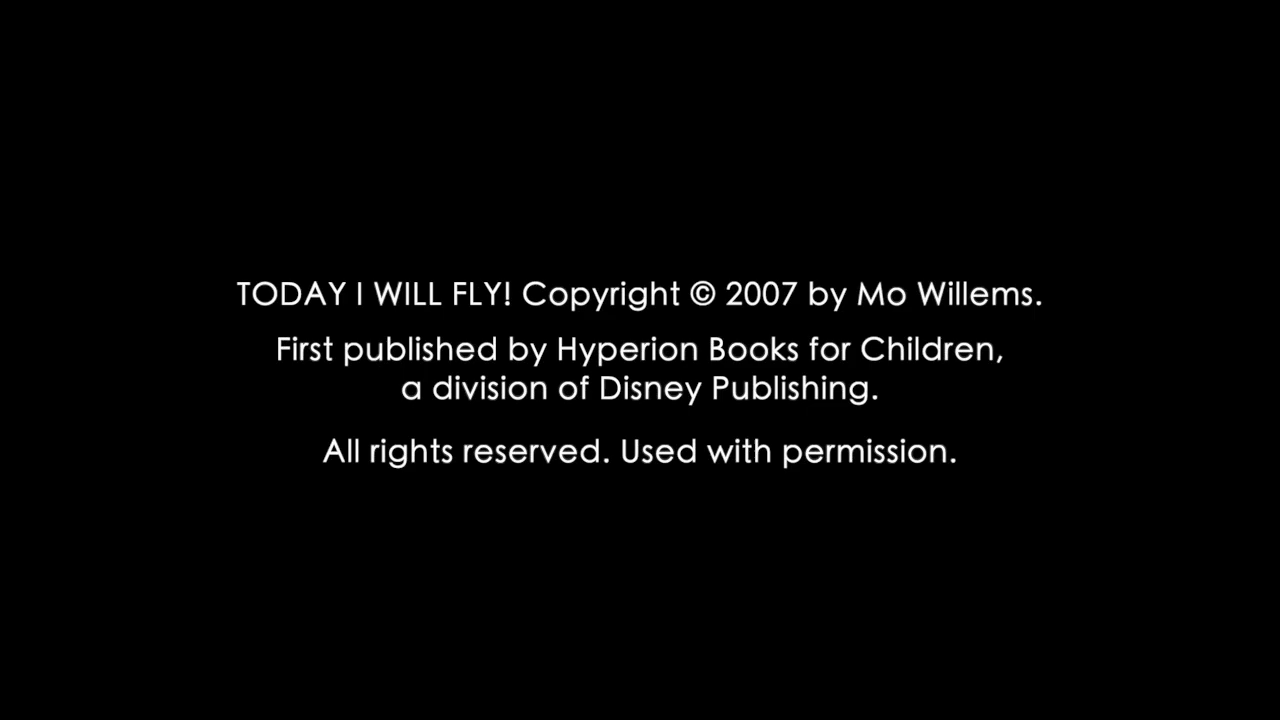 TODAY I WILL FLY! Copyright © 2007 by Mo Willems.
First published by Hyperion Books for Children,
a division of Disney Publishing.
All rights reserved. Used with permission.